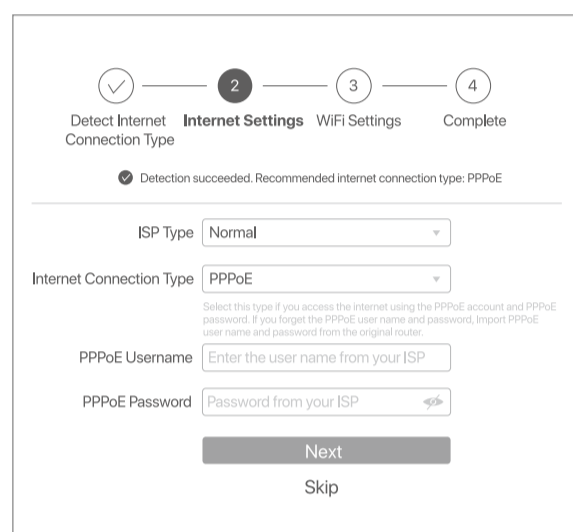 2
3
4
Detect Internet
Connection Type
Internet Settings
WiFi Settings
Complete
Detection succeeded. Recommended internet connection type: PPPoE
ISP Type
Normal
Internet Connection Type
PPPoE
Select this type if you access the internet using the PPPoE account and PPPoE
password. If you forget the PPPoE user name and password, Import PPPoE
user name and password from the original router.
PPPoE Username
Enter the user name from your ISP
PPPoE Password
Password from your ISP
Next
Skip